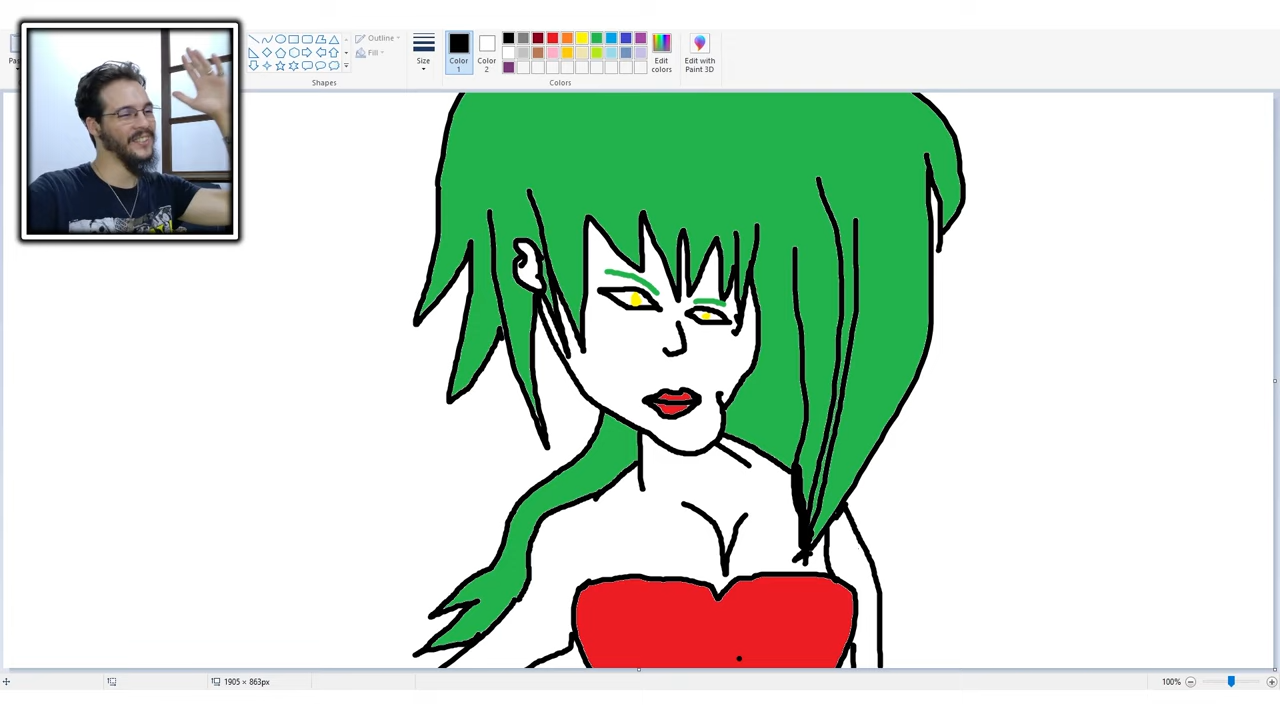 Outline
Fill
Shapes
Size
Color
1
Color
2
Edit
colors
Edit with
Paint 3D
Colors
1905 × 863px
100%